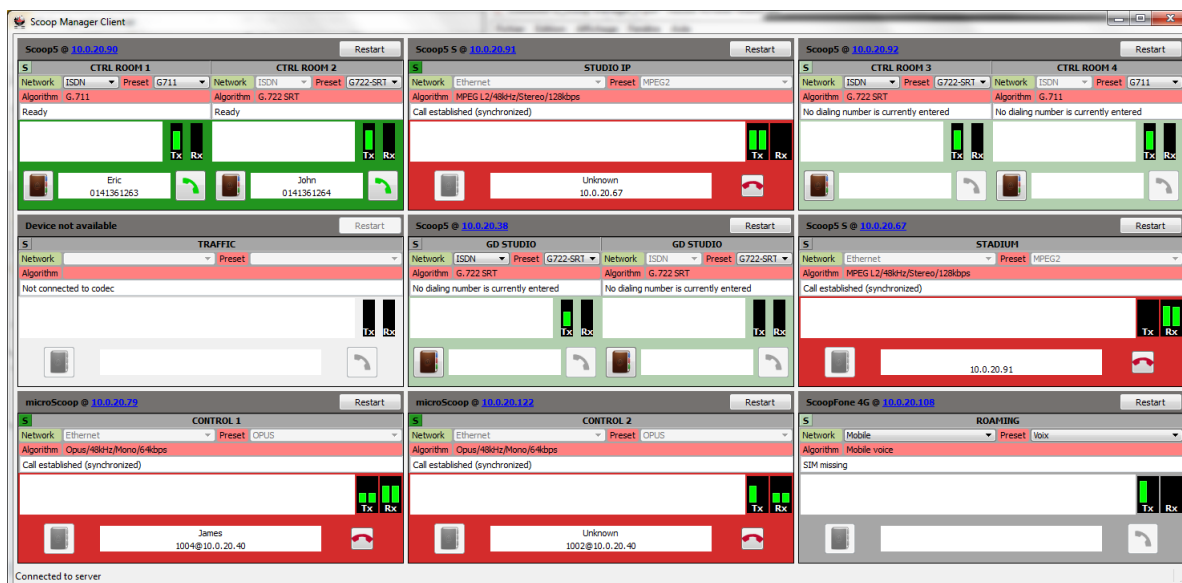 Scoop Manager Client
Scoop5 @ 10.0.20.90 Restart
S CTRL ROOM 1 CTRL ROOM 2
Network ISDN Preset G711 Network ISDN Preset G722-SRT
Algorithm G.711 Algorithm G.722 SRT
Ready Ready
Tx Rx Tx Rx
Eric John
0141361263 0141361264
Scoop5 S @ 10.0.20.91 Restart
S STUDIO IP
Network Ethernet Preset MPEG2
Algorithm MPEG L2/48kHz/Stereo/128kbps
Call established (synchronized)
Tx Rx
Unknown
10.0.20.67
Scoop5 @ 10.0.20.92 Restart
S CTRL ROOM 3 CTRL ROOM 4
Network ISDN Preset G722-SRT Network ISDN Preset G711
Algorithm G.722 SRT Algorithm G.711
No dialing number is currently entered No dialing number is currently entered
Tx Rx Tx Rx
Device not available Restart
S TRAFFIC
Network Preset
Algorithm
Not connected to codec
Tx Rx
Scoop5 @ 10.0.20.38 Restart
S GD STUDIO GD STUDIO
Network ISDN Preset G722-SRT Network ISDN Preset G722-SRT
Algorithm G.722 SRT Algorithm G.722 SRT
No dialing number is currently entered No dialing number is currently entered
Tx Rx Tx Rx
Scoop5 S @ 10.0.20.67 Restart
S STADIUM
Network Ethernet Preset MPEG2
Algorithm MPEG L2/48kHz/Stereo/128kbps
Call established (synchronized)
Tx Rx
10.0.20.91
microScoop @ 10.0.20.79 Restart
S CONTROL 1
Network Ethernet Preset OPUS
Algorithm Opus/48kHz/Mono/64kbps
Call established (synchronized)
Tx Rx
James
1004@10.0.20.40
microScoop @ 10.0.20.122 Restart
S CONTROL 2
Network Ethernet Preset OPUS
Algorithm Opus/48kHz/Mono/64kbps
Call established (synchronized)
Tx Rx
Unknown
1002@10.0.20.40
ScoopFone 4G @ 10.0.20.108 Restart
S ROAMING
Network Mobile Preset Voix
Algorithm Mobile voice
SIM missing
Tx Rx
Connected to server